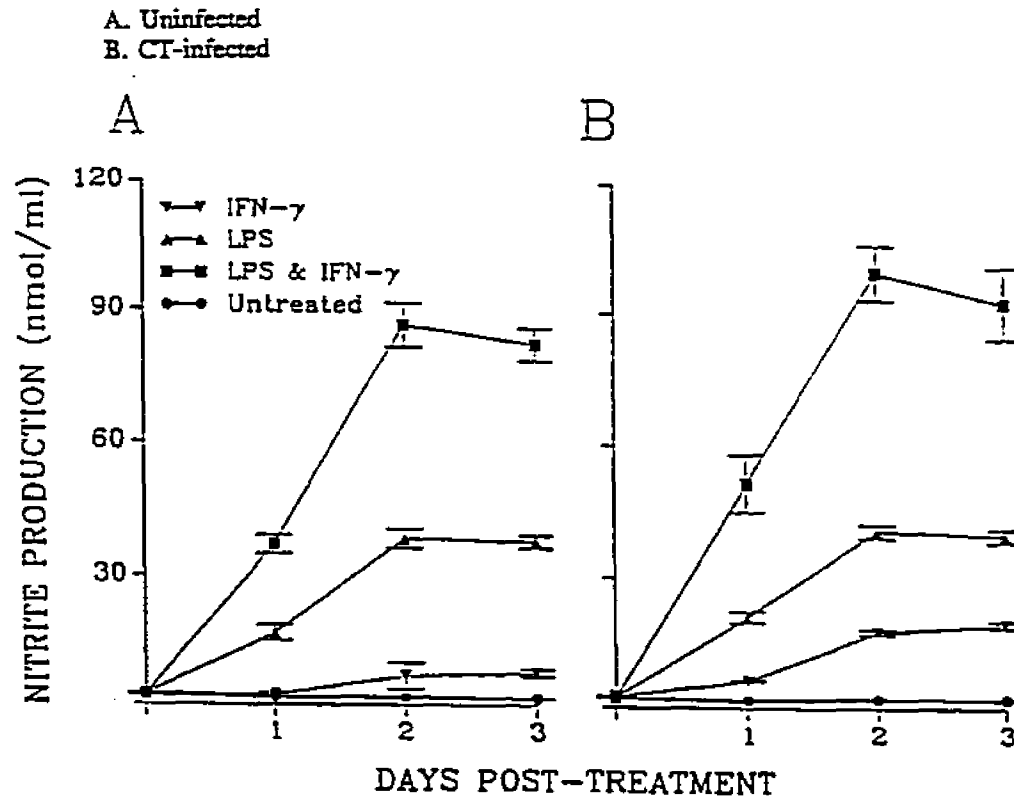 A. Uninfected
B. CT-infected
A
B
120
90
60
30
IFN-γ
LPS
LPS & IFN-γ
Untreated
NITRITE PRODUCTION (nmol/ml)
1 2 3
1 2 3
DAYS POST-TREATMENT